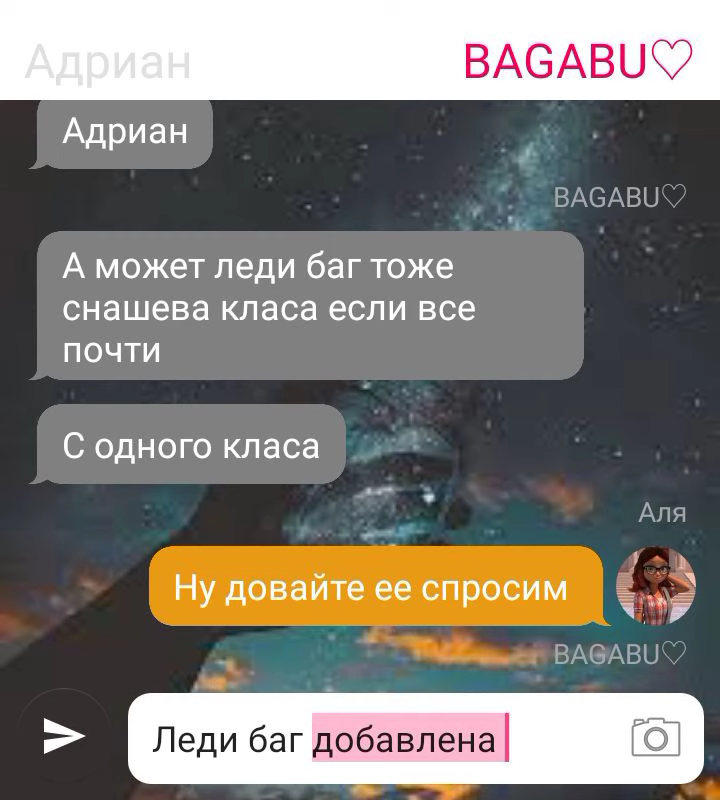 Адриан
BAGABU♡
Адриан
BAGABU♡
А может леди баг тоже
снашева класа если все
почти
С одного класа
Аля
Ну довайте ее спросим
BAGABU♡
Леди баг добавлена